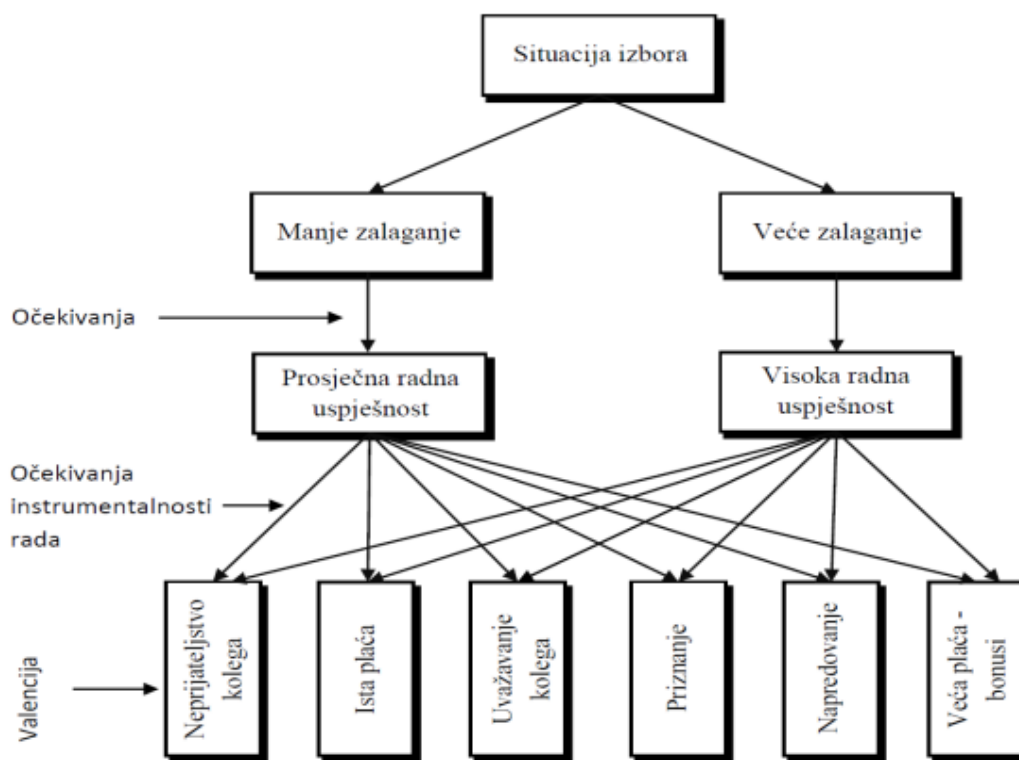 Situacija izbora
Manje zalaganje
Veće zalaganje
Očekivanja
Prosječna radna
uspješnost
Visoka radna
uspješnost
Očekivanja
instrumentalnosti
rada
Valencija
Neprijateljstvo
kolega
Ista plaća
Uvažavanje
kolega
Priznanje
Napredovanje
Veća plaća -
bonusi